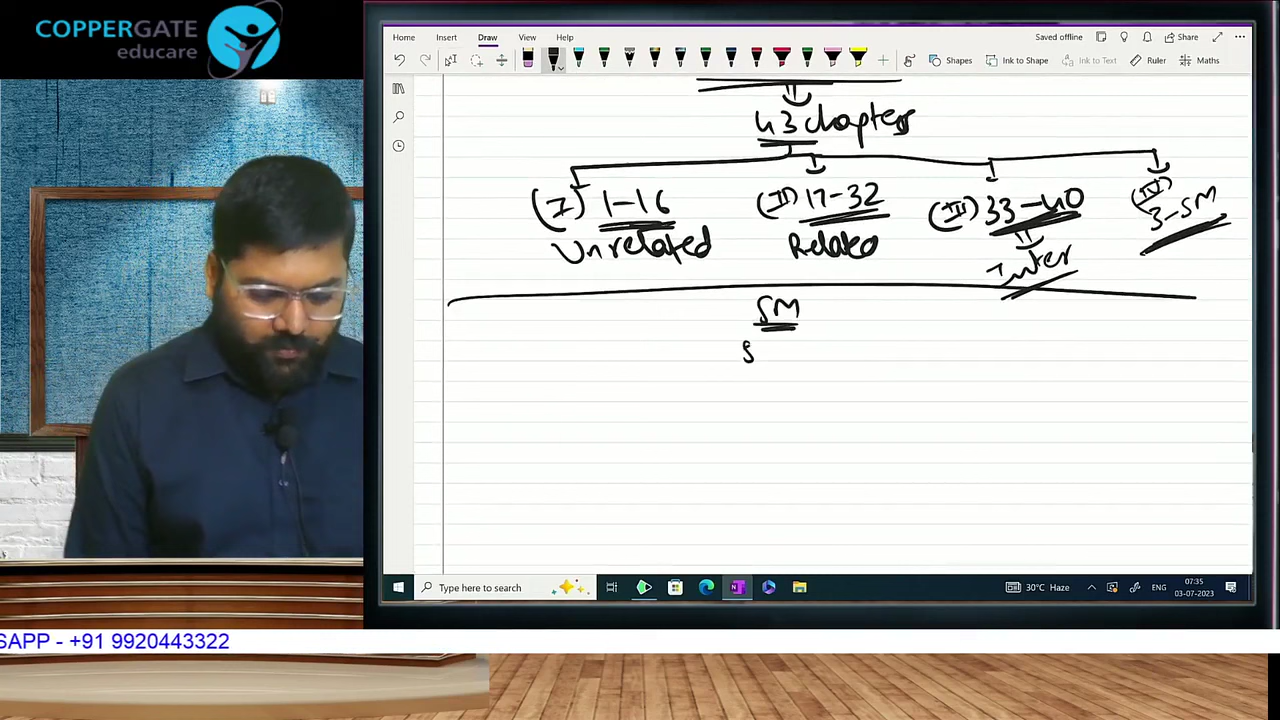 COPPERGATE
educare
Home Insert Draw View Help
Saved offline
Share
Shapes
Ink to Shape
Ink to Text
Ruler
Maths
43 chapters
(I) 1-16
Unrelated
(II) 17-32
Related
(III) 33-40
Inter
(IV)
3-SM
SM
S
Type here to search
30°C Haze
ENG
07:35
03-07-2023
SAPP - +91 9920443322